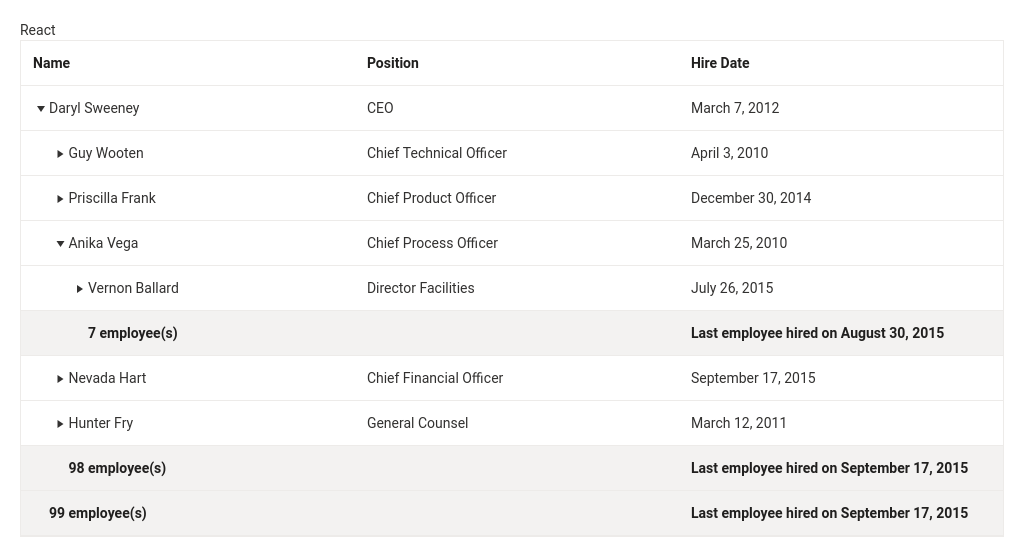 React
Name Position Hire Date
Daryl Sweeney CEO March 7, 2012
Guy Wooten Chief Technical Officer April 3, 2010
Priscilla Frank Chief Product Officer December 30, 2014
Anika Vega Chief Process Officer March 25, 2010
Vernon Ballard Director Facilities July 26, 2015
7 employee(s) Last employee hired on August 30, 2015
Nevada Hart Chief Financial Officer September 17, 2015
Hunter Fry General Counsel March 12, 2011
98 employee(s) Last employee hired on September 17, 2015
99 employee(s) Last employee hired on September 17, 2015